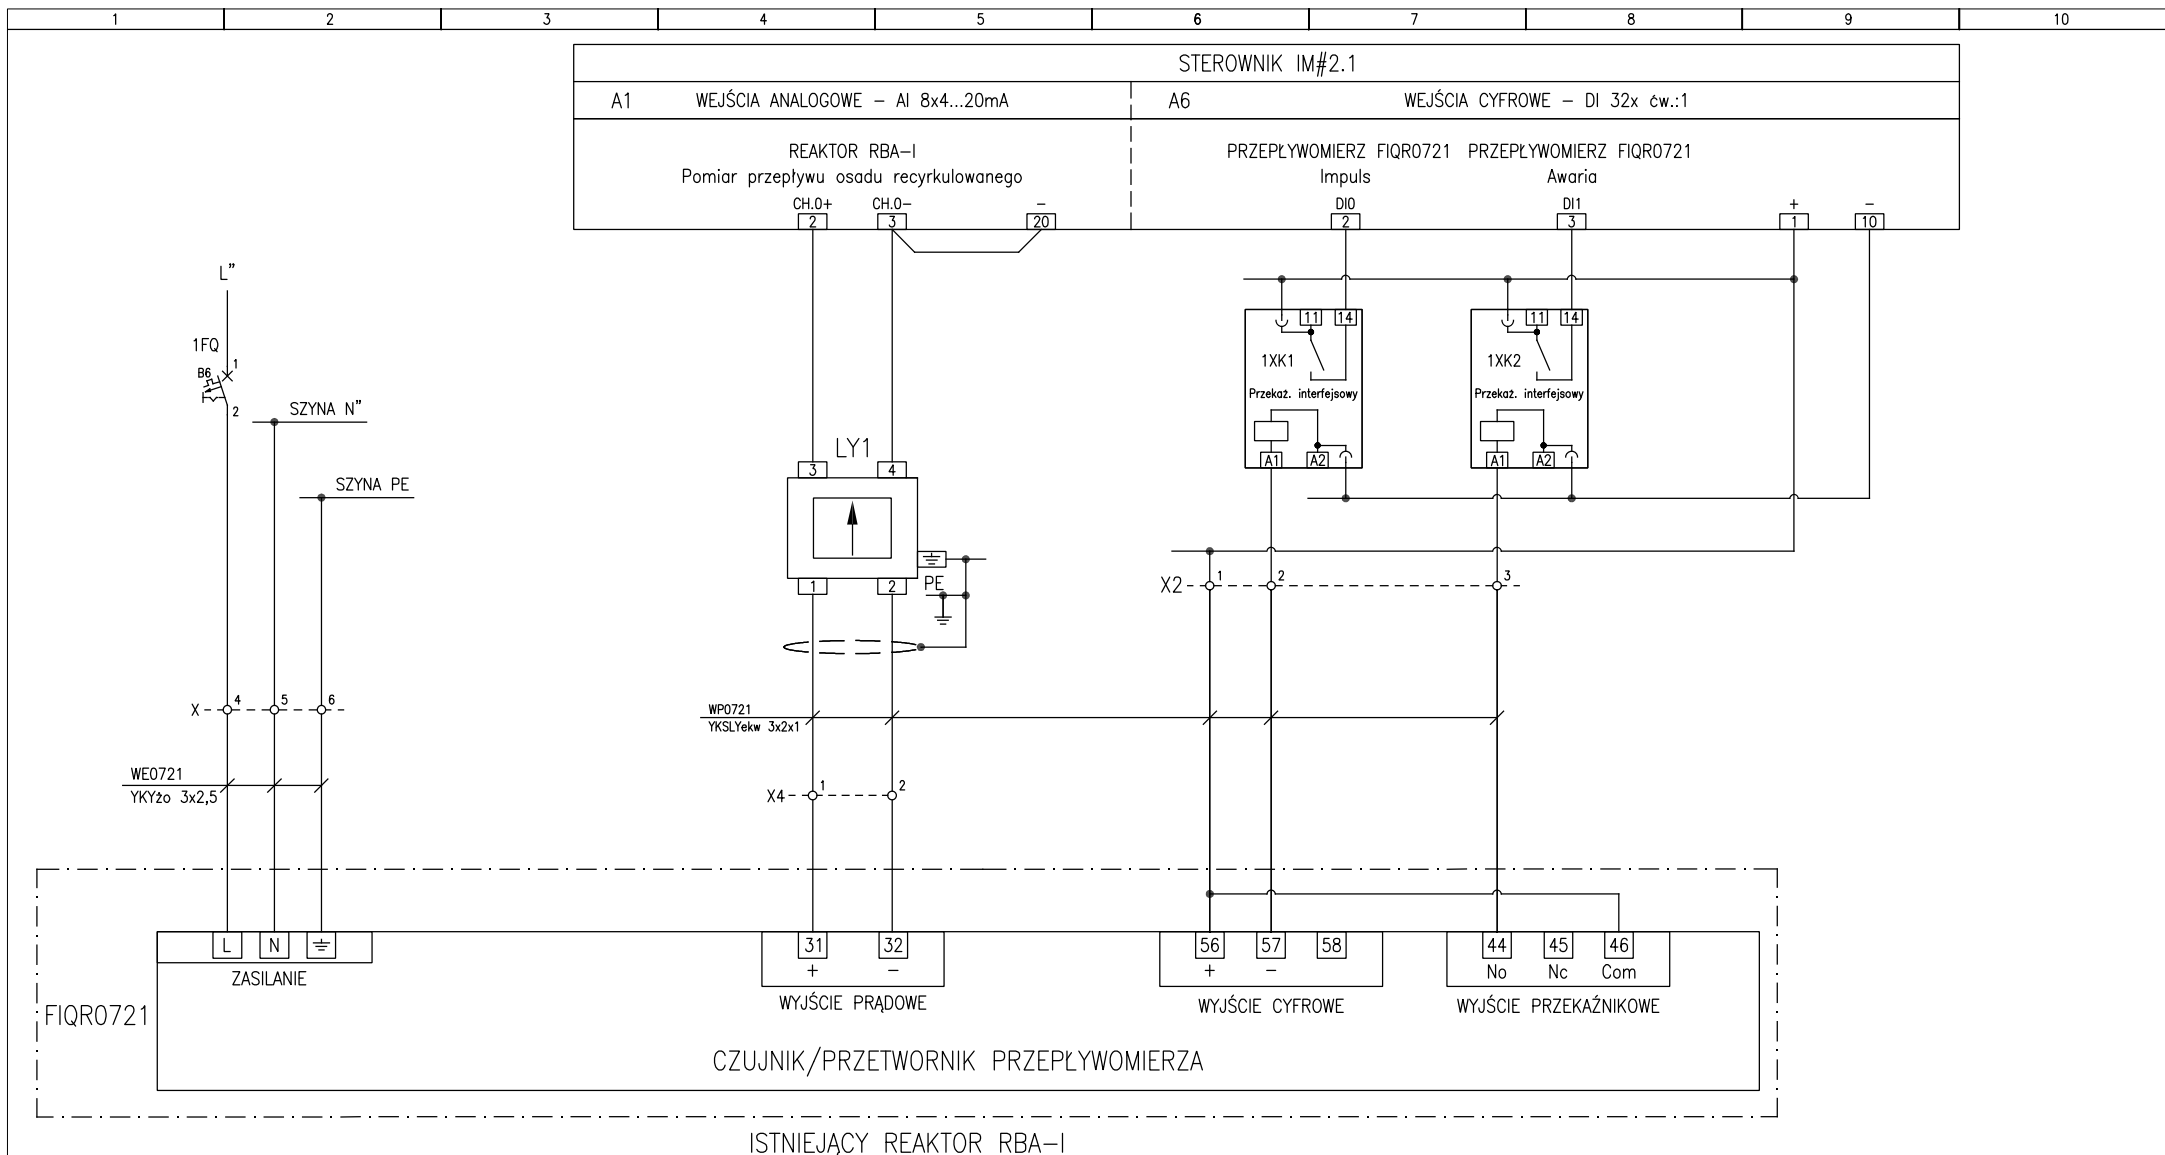 1 2 3 4 5 6 7 8 9 10
STEROWNIK IM#2.1
A1 WEJŚCIA ANALOGOWE – AI 8x4...20mA A6 WEJŚCIA CYFROWE – DI 32x ćw.:1
REAKTOR RBA–I PRZEPŁYWOMIERZ FIQR0721 PRZEPŁYWOMIERZ FIQR0721
Pomiar przepływu osadu recyrkulowanego Impuls Awaria
CH.0+ CH.0– – DI0 DI1 + –
2 3 20 2 3 1 10
L”
1FQ
1
B6
2
SZYNA N”
SZYNA PE
11 14 11 14
1XK1 1XK2
Przekaź. interfejsowy Przekaź. interfejsowy
A1 A2 A1 A2
LY1
3 4
1 2
PE
X2 1 2 3
X 4 5 6
WP0721
YKSLYekw 3x2x1
WE0721
YKYżo 3x2,5
X4 1 2
L N 31 32 56 57 58 44 45 46
+ – + – No Nc Com
ZASILANIE WYJŚCIE PRĄDOWE WYJŚCIE CYFROWE WYJŚCIE PRZEKAŹNIKOWE
FIQR0721
CZUJNIK/PRZETWORNIK PRZEPŁYWOMIERZA
ISTNIEJĄCY REAKTOR RBA–I